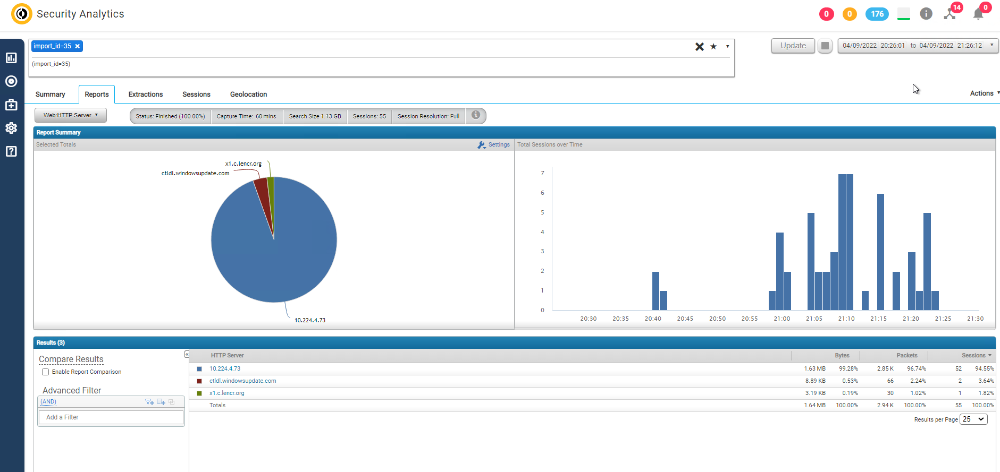 Security Analytics
0
0
176
14
0
import_id=35
(import_id=35)
Update
04/09/2022 20:26:01 to 04/09/2022 21:26:12
Summary
Reports
Extractions
Sessions
Geolocation
Actions
Web:HTTP Server
Status: Finished (100.00%)
Capture Time: 60 mins
Search Size 1.13 GB
Sessions: 55
Session Resolution: Full
Report Summary
Selected Totals
Settings
Total Sessions over Time
x1.c.lencr.org
ctldl.windowsupdate.com
10.224.4.73
7
6
5
4
3
2
1
0
20:30 20:35 20:40 20:45 20:50 20:55 21:00 21:05 21:10 21:15 21:20 21:25 21:30
Results (3)
Compare Results
Enable Report Comparison
Advanced Filter
(AND)
Add a Filter
HTTP Server Bytes Packets Sessions
10.224.4.73 1.63 MB 99.28% 2.85 K 96.74% 52 94.55%
ctldl.windowsupdate.com 8.89 KB 0.53% 66 2.24% 2 3.64%
x1.c.lencr.org 3.19 KB 0.19% 30 1.02% 1 1.82%
Totals 1.64 MB 100.00% 2.94 K 100.00% 55 100.00%
Results per Page 25